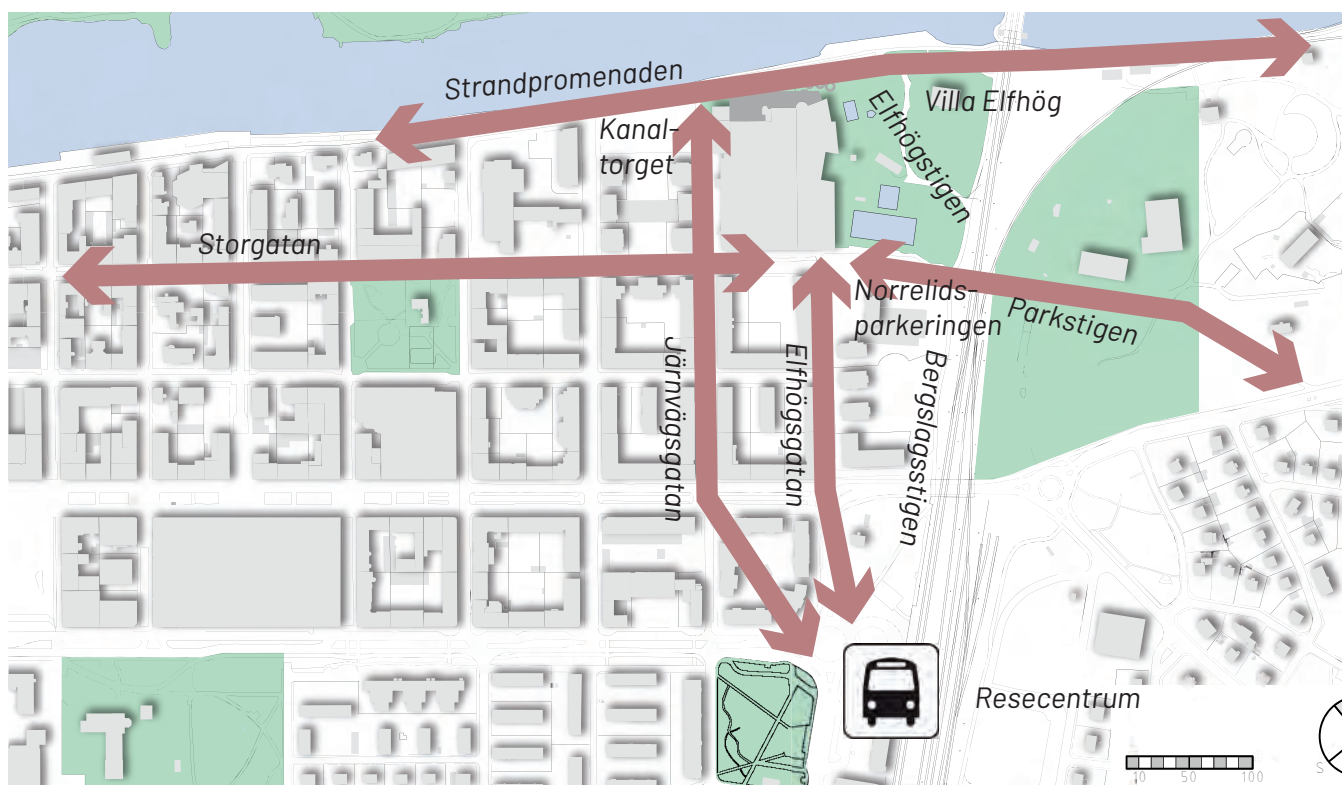 Strandpromenaden
Kanal-
torget
Elfhögstigen
Villa Elfhög
Storgatan
Norrelids-
parkeringen
Parkstigen
Järnvägsgatan
Elfhögsgatan
Bergslagsstigen
Resecentrum
10 50 100
S